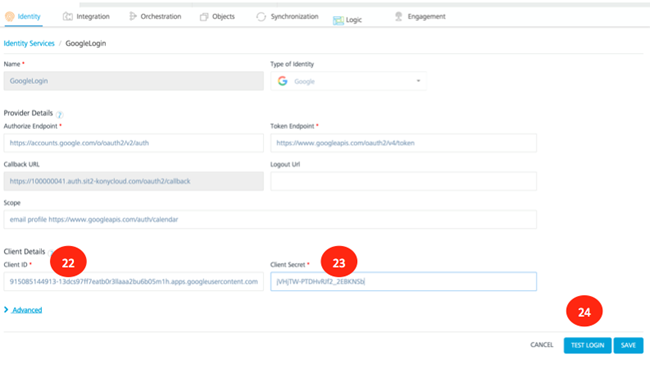 Identity Integration Orchestration Objects Synchronization Logic Engagement
Identity Services / GoogleLogin
Name * Type of Identity
GoogleLogin Google
Provider Details ?
Authorize Endpoint * Token Endpoint *
https://accounts.google.com/o/oauth2/v2/auth https://www.googleapis.com/oauth2/v4/token
Callback URL Logout Url
https://100000041.auth.sit2-konycloud.com/oauth2/callback
Scope
email profile https://www.googleapis.com/auth/calendar
Client Details 22 23
Client ID * Client Secret *
915085144913-13dcs97ff7eatb0r3llaaa2bu6b05m1h.apps.googleusercontent.com
Advanced
24
CANCEL TEST LOGIN SAVE